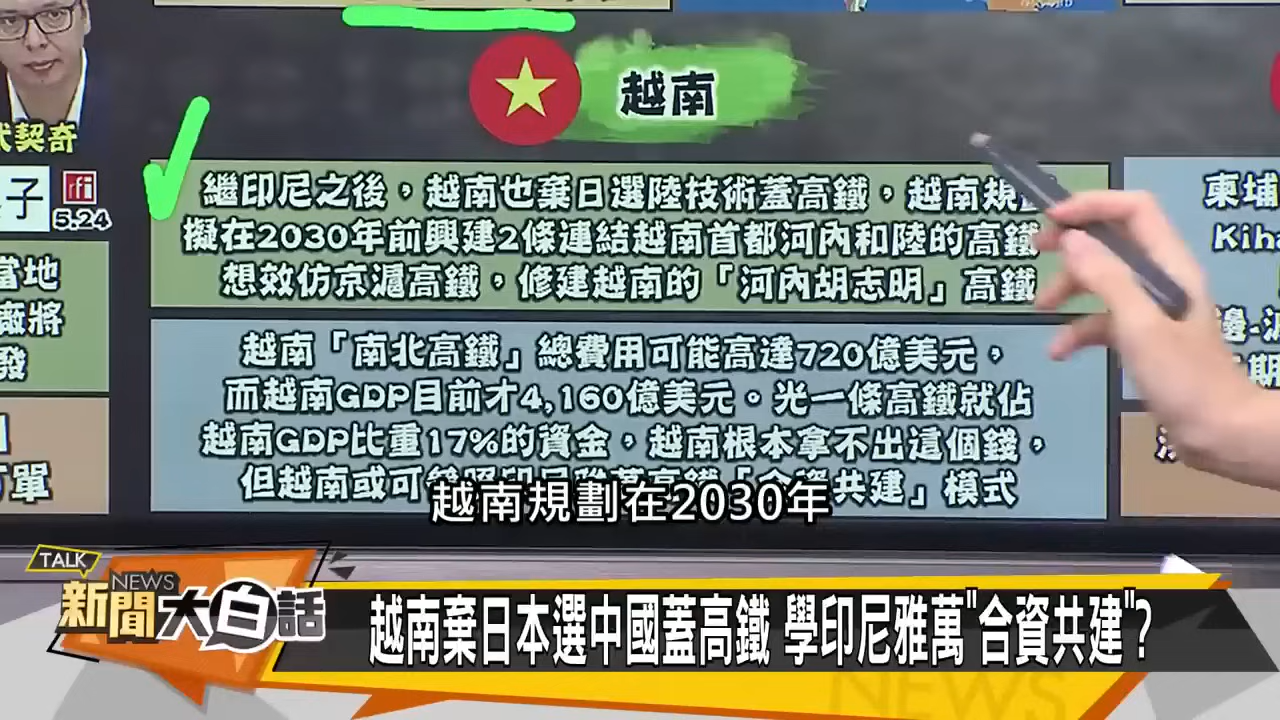 越南
弐契奇
子
rfi
5.24
繼印尼之後，越南也棄日選陸技術蓋高鐵，越南規
擬在2030年前興建2條連結越南首都河內和陸的高鐵
想效仿京滬高鐵，修建越南的「河內胡志明」高鐵
當地
廠將
發
越南「南北高鐵」總費用可能高達720億美元，
而越南GDP目前才4,160億美元。光一條高鐵就佔
越南GDP比重17%的資金，越南根本拿不出這個錢，
但越南或可 共建」模式
單
柬埔
Kiha
越南規劃在2030年
TALK
NEWS
新聞大白話
越南棄日本選中國蓋高鐵 學印尼雅萬"合資共建"?
NEWS